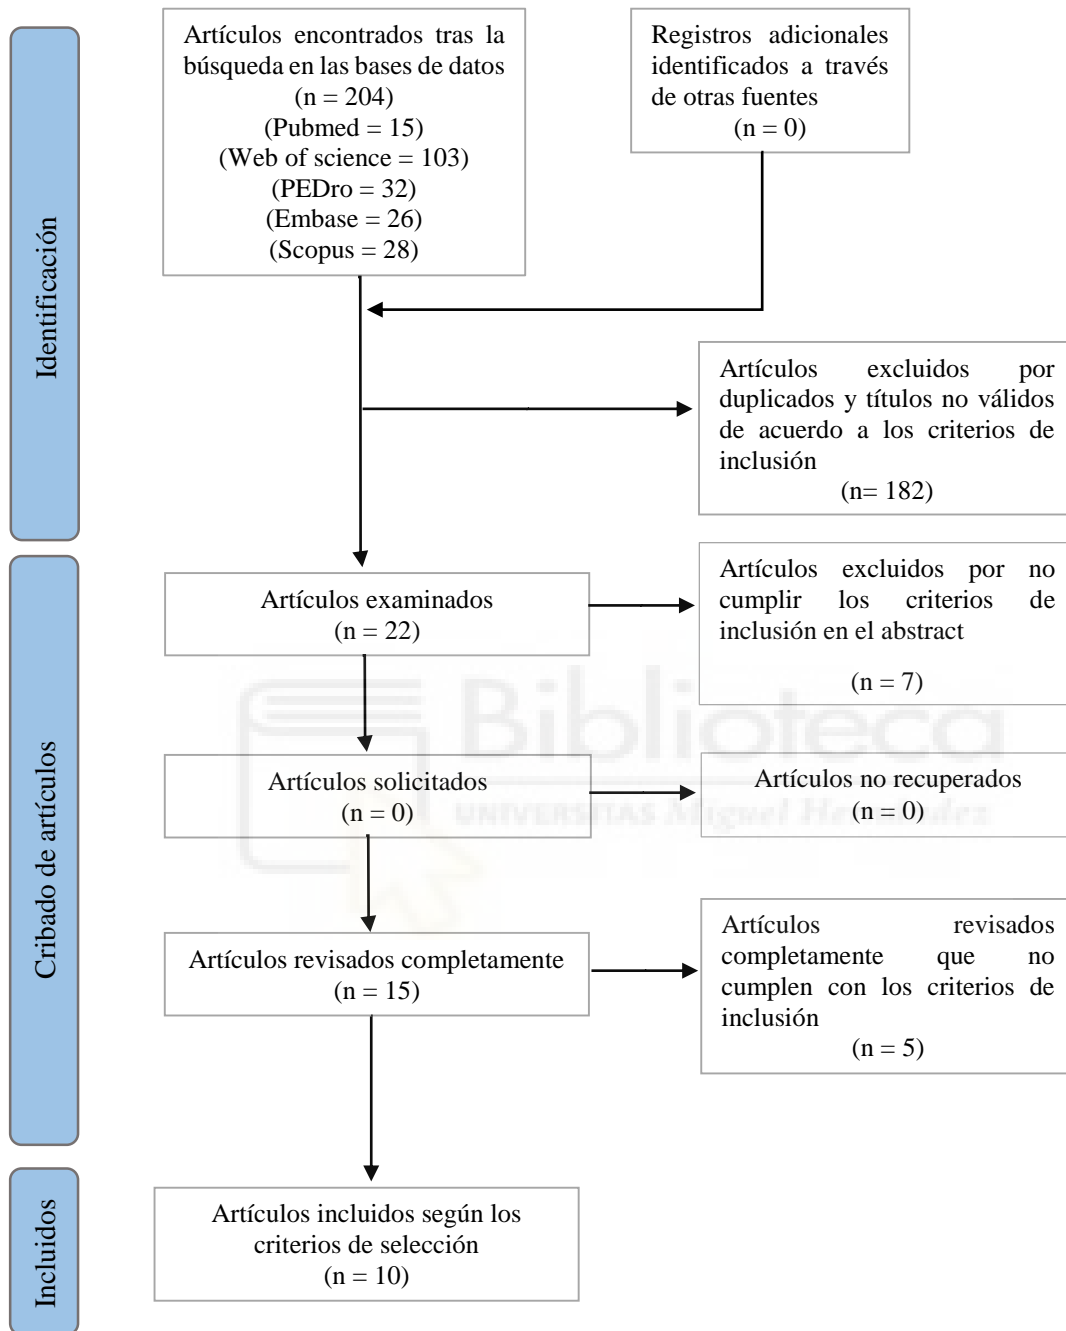 Identificación
Artículos encontrados tras la
búsqueda en las bases de datos
(n = 204)
(Pubmed = 15)
(Web of science = 103)
(PEDro = 32)
(Embase = 26)
(Scopus = 28)
Registros adicionales
identificados a través
de otras fuentes
(n = 0)
Artículos excluidos por
duplicados y títulos no válidos
de acuerdo a los criterios de
inclusión
(n= 182)
Cribado de artículos
Artículos examinados
(n = 22)
Artículos excluidos por no
cumplir los criterios de
inclusión en el abstract
(n = 7)
Biblioteca
UNIVERSITAS Miguel Hernández
Artículos solicitados
(n = 0)
Artículos no recuperados
(n = 0)
Artículos revisados completamente
(n = 15)
Artículos revisados
completamente que no
cumplen con los criterios de
inclusión
(n = 5)
Incluidos
Artículos incluidos según los
criterios de selección
(n = 10)